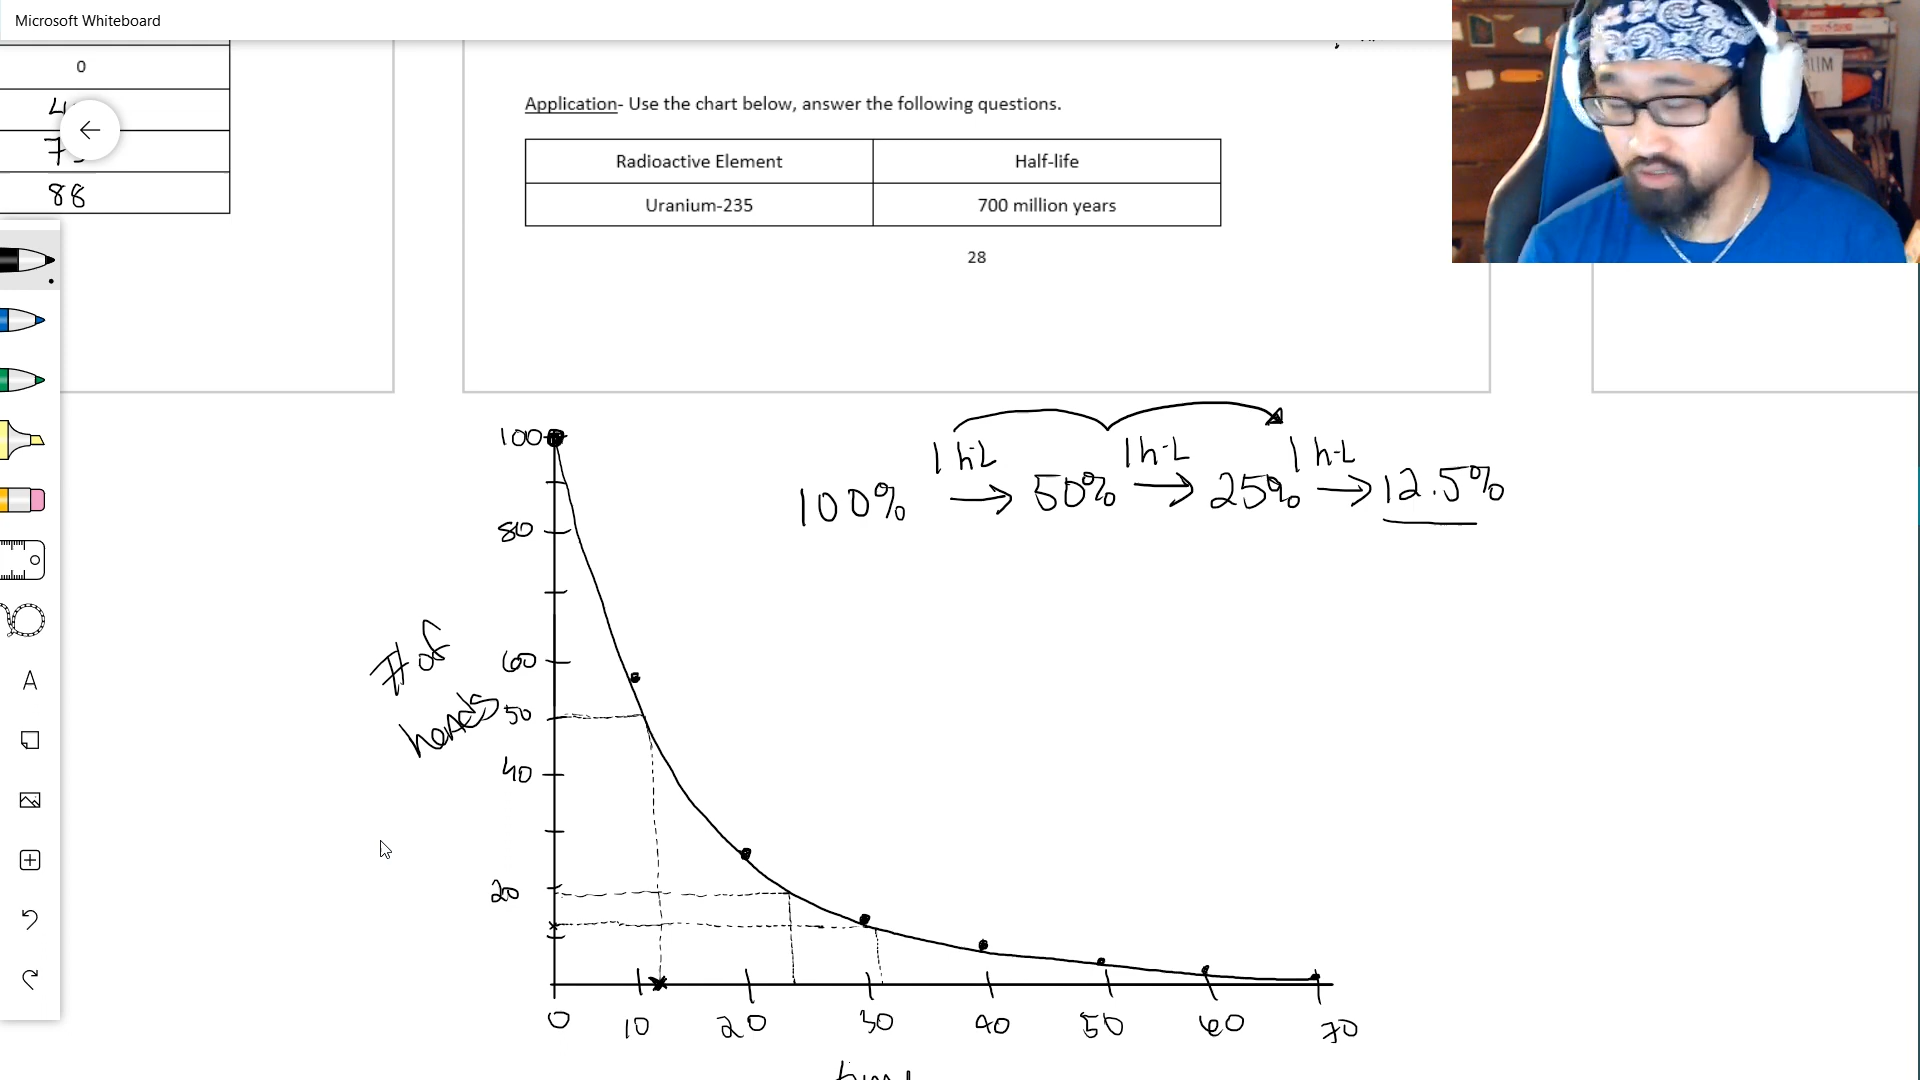 Microsoft Whiteboard
0
88
Application- Use the chart below, answer the following questions.
Radioactive Element
Half-life
Uranium-235
700 million years
28
1 h-L
1 h-L
1 h-L
100% → 50% → 25% → 12.5%
# of
heads
100
80
60
50
40
20
0
10
20
30
40
50
60
70
A